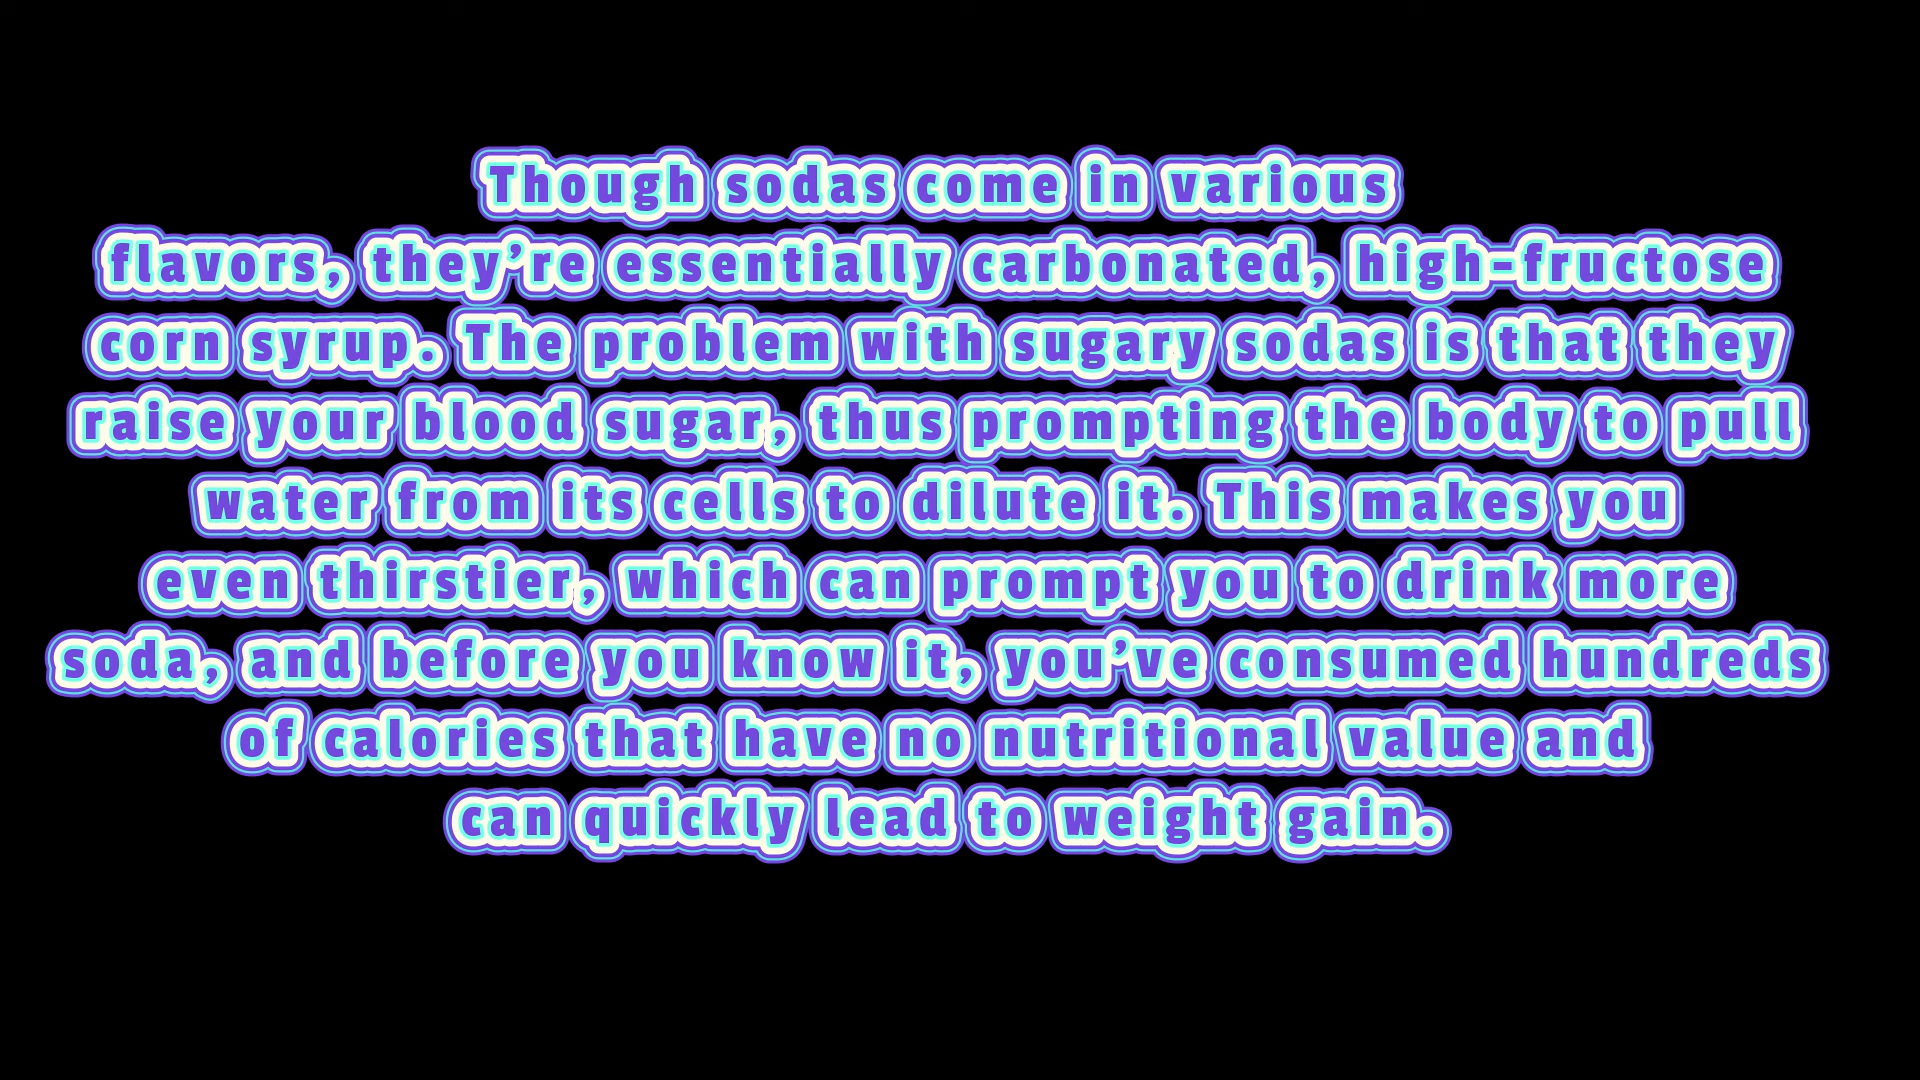 Though sodas come in various
flavors, they’re essentially carbonated, high-fructose
corn syrup. The problem with sugary sodas is that they
raise your blood sugar, thus prompting the body to pull
water from its cells to dilute it. This makes you
even thirstier, which can prompt you to drink more
soda, and before you know it, you’ve consumed hundreds
of calories that have no nutritional value and
can quickly lead to weight gain.